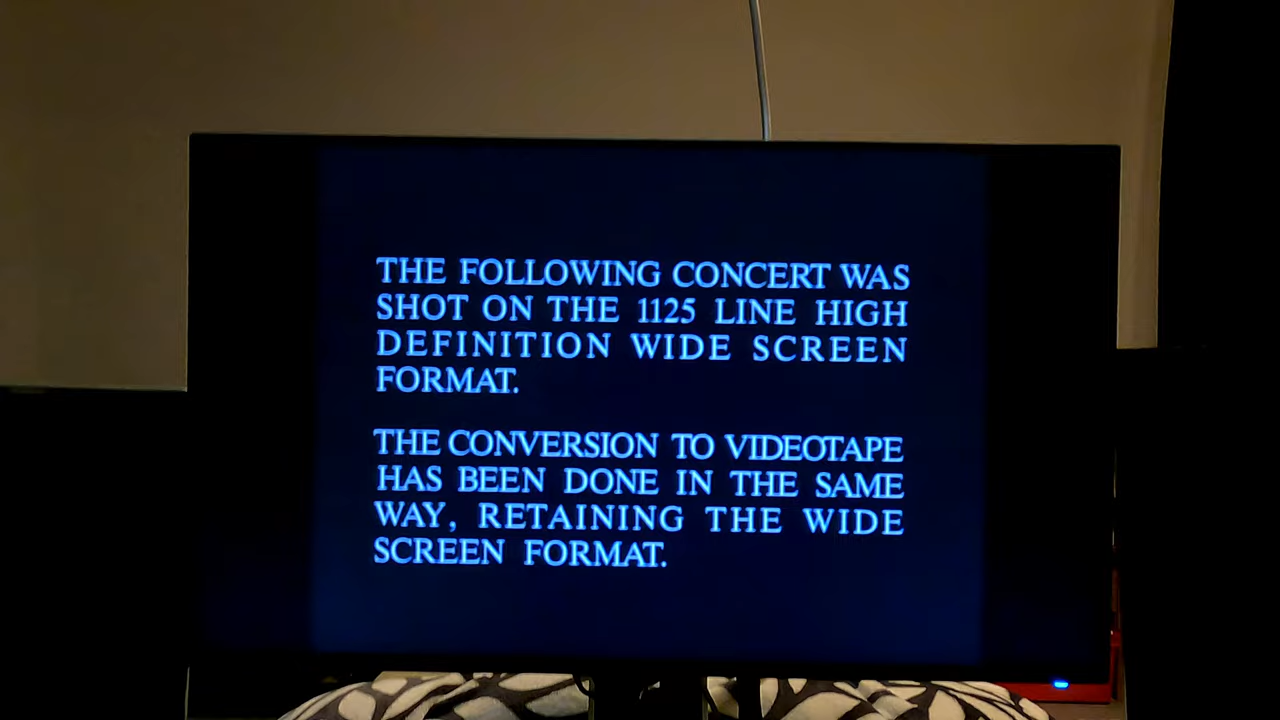 THE FOLLOWING CONCERT WAS
SHOT ON THE 1125 LINE HIGH
DEFINITION WIDE SCREEN
FORMAT.
THE CONVERSION TO VIDEOTAPE
HAS BEEN DONE IN THE SAME
WAY, RETAINING THE WIDE
SCREEN FORMAT.